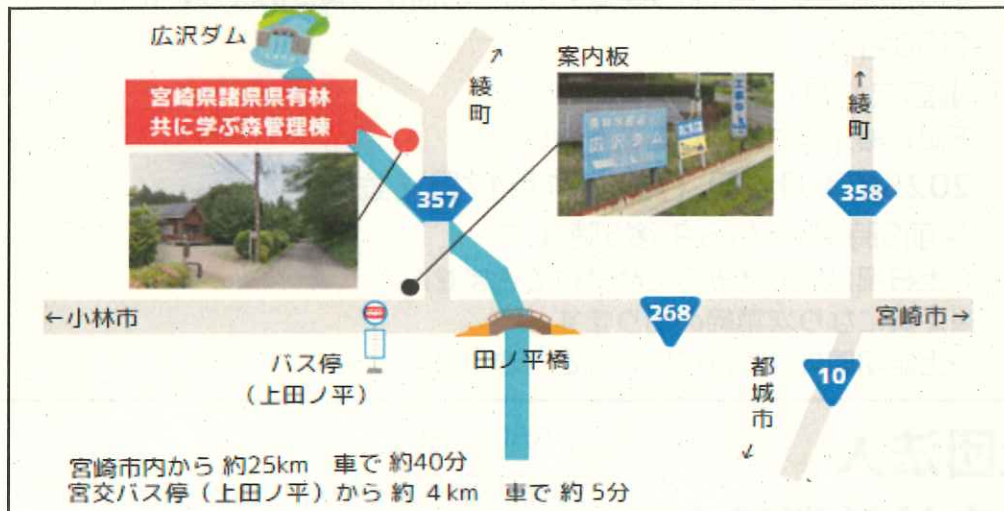 広沢ダム
宮崎県諸県県有林
共に学ぶ森管理棟
↗
綾町
案内板
広沢ダム
↑
綾町
357
358
←小林市
268
宮崎市→
バス停
（上田ノ平）
田ノ平橋
都城市
↙
10
宮崎市内から 約25km 車で 約40分
宮交バス停（上田ノ平）から 約 4km 車で 約 5分